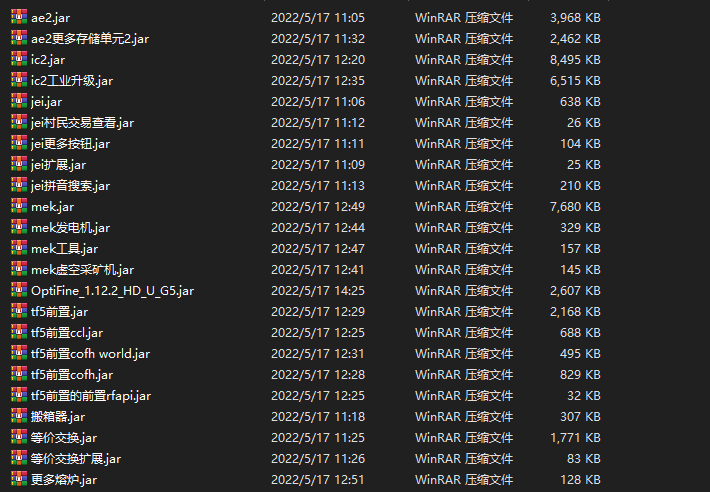 ae2.jar 2022/5/17 11:05 WinRAR 压缩文件 3,968 KB
ae2更多存储单元2.jar 2022/5/17 11:32 WinRAR 压缩文件 2,462 KB
ic2.jar 2022/5/17 12:20 WinRAR 压缩文件 8,495 KB
ic2工业升级.jar 2022/5/17 12:35 WinRAR 压缩文件 6,515 KB
jei.jar 2022/5/17 11:06 WinRAR 压缩文件 638 KB
jei村民交易查看.jar 2022/5/17 11:12 WinRAR 压缩文件 26 KB
jei更多按钮.jar 2022/5/17 11:11 WinRAR 压缩文件 104 KB
jei扩展.jar 2022/5/17 11:09 WinRAR 压缩文件 25 KB
jei拼音搜索.jar 2022/5/17 11:13 WinRAR 压缩文件 210 KB
mek.jar 2022/5/17 12:49 WinRAR 压缩文件 7,680 KB
mek发电机.jar 2022/5/17 12:44 WinRAR 压缩文件 329 KB
mek工具.jar 2022/5/17 12:47 WinRAR 压缩文件 157 KB
mek虚空采矿机.jar 2022/5/17 12:41 WinRAR 压缩文件 145 KB
OptiFine_1.12.2_HD_U_G5.jar 2022/5/17 14:25 WinRAR 压缩文件 2,607 KB
tf5前置.jar 2022/5/17 12:29 WinRAR 压缩文件 2,168 KB
tf5前置ccl.jar 2022/5/17 12:25 WinRAR 压缩文件 688 KB
tf5前置cofh world.jar 2022/5/17 12:31 WinRAR 压缩文件 495 KB
tf5前置cofh.jar 2022/5/17 12:28 WinRAR 压缩文件 829 KB
tf5前置的前置rfapi.jar 2022/5/17 12:25 WinRAR 压缩文件 32 KB
搬箱器.jar 2022/5/17 11:18 WinRAR 压缩文件 307 KB
等价交换.jar 2022/5/17 11:25 WinRAR 压缩文件 1,771 KB
等价交换扩展.jar 2022/5/17 11:26 WinRAR 压缩文件 83 KB
更多熔炉.jar 2022/5/17 12:51 WinRAR 压缩文件 128 KB